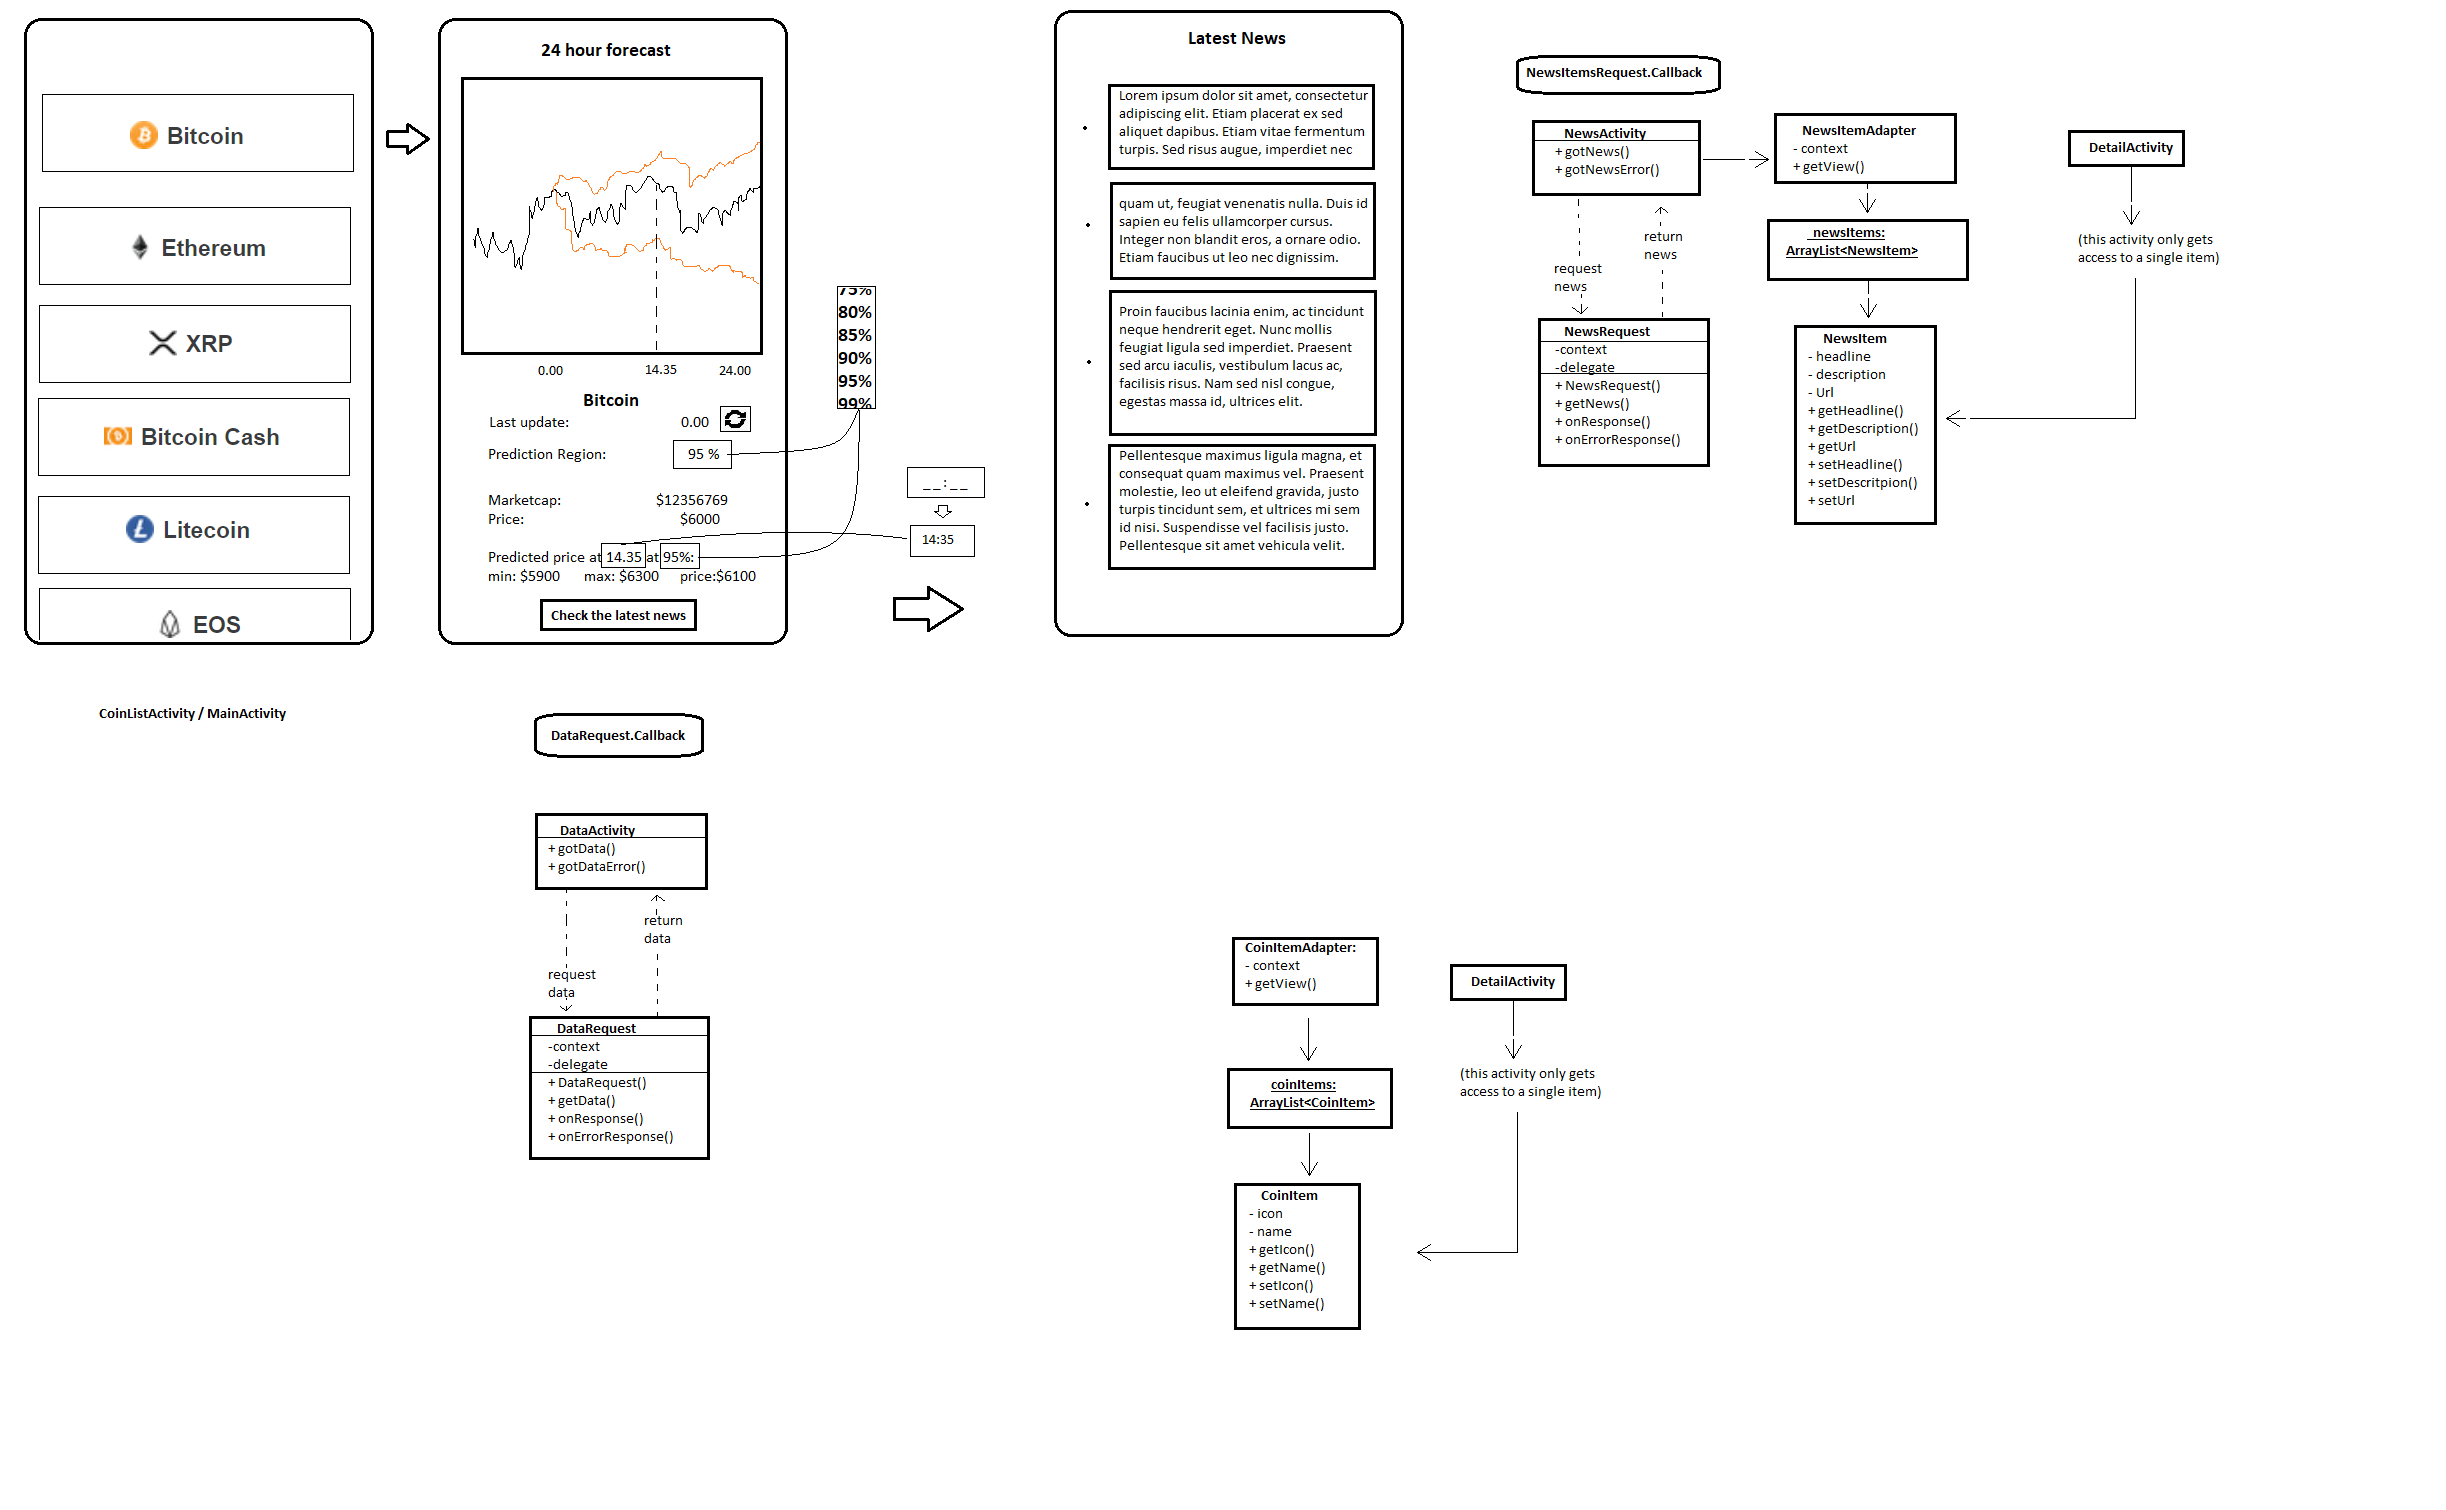 Bitcoin
Ethereum
XRP
Bitcoin Cash
Litecoin
EOS
CoinListActivity / MainActivity
24 hour forecast
0.00 14.35 24.00
Bitcoin
Last update: 0.00
Prediction Region: 95 %
Marketcap: $12356769
Price: $6000
Predicted price at 14.35 at 95%:
min: $5900 max: $6300 price:$6100
Check the latest news
75%
80%
85%
90%
95%
99%
__:__
14:35
Latest News
Lorem ipsum dolor sit amet, consectetur
adipiscing elit. Etiam placerat ex sed
aliquet dapibus. Etiam vitae fermentum
turpis. Sed risus augue, imperdiet nec
quam ut, feugiat venenatis nulla. Duis id
sapien eu felis ullamcorper cursus.
Integer non blandit eros, a ornare odio.
Etiam faucibus ut leo nec dignissim.
Proin faucibus lacinia enim, ac tincidunt
neque hendrerit eget. Nunc mollis
feugiat ligula sed imperdiet. Praesent
sed arcu iaculis, vestibulum lacus ac,
facilisis risus. Nam sed nisl congue,
egestas massa id, ultrices elit.
Pellentesque maximus ligula magna, et
consequat quam maximus vel. Praesent
molestie, leo ut eleifend gravida, justo
turpis tincidunt sem, et ultrices mi sem
id nisi. Suspendisse vel facilisis justo.
Pellentesque sit amet vehicula velit.
NewsItemsRequest.Callback
NewsActivity
+ gotNews()
+ gotNewsError()
request
news
return
news
NewsRequest
-context
-delegate
+ NewsRequest()
+ getNews()
+ onResponse()
+ onErrorResponse()
NewsItemAdapter
- context
+ getView()
newsItems:
ArrayList<NewsItem>
NewsItem
- headline
- description
- Url
+ getHeadline()
+ getDescription()
+ getUrl
+ setHeadline()
+ setDescritpion()
+ setUrl
DetailActivity
(this activity only gets
access to a single item)
DataRequest.Callback
DataActivity
+ gotData()
+ gotDataError()
return
data
request
data
DataRequest
-context
-delegate
+ DataRequest()
+ getData()
+ onResponse()
+ onErrorResponse()
CoinItemAdapter:
- context
+ getView()
coinItems:
ArrayList<CoinItem>
CoinItem
- icon
- name
+ getIcon()
+ getName()
+ setIcon()
+ setName()
DetailActivity
(this activity only gets
access to a single item)